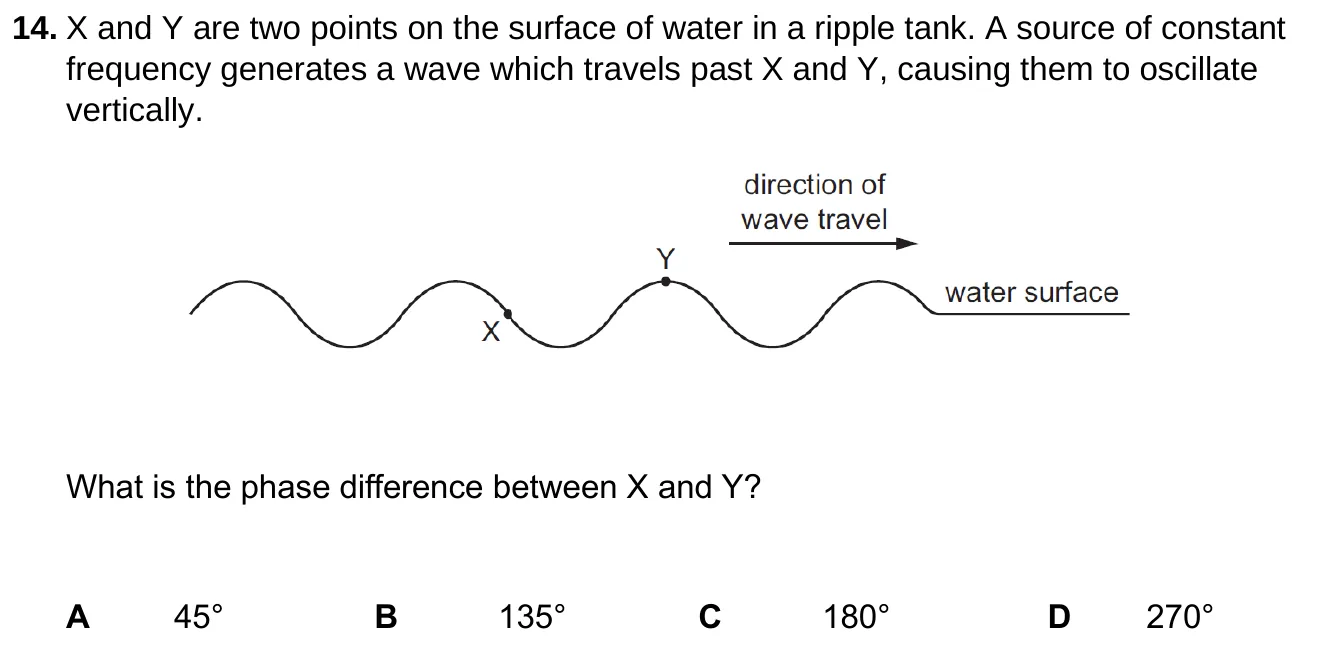 14. X and Y are two points on the surface of water in a ripple tank. A source of constant
frequency generates a wave which travels past X and Y, causing them to oscillate
vertically.
direction of
wave travel
Y
water surface
X
What is the phase difference between X and Y?
A 45° B 135° C 180° D 270°